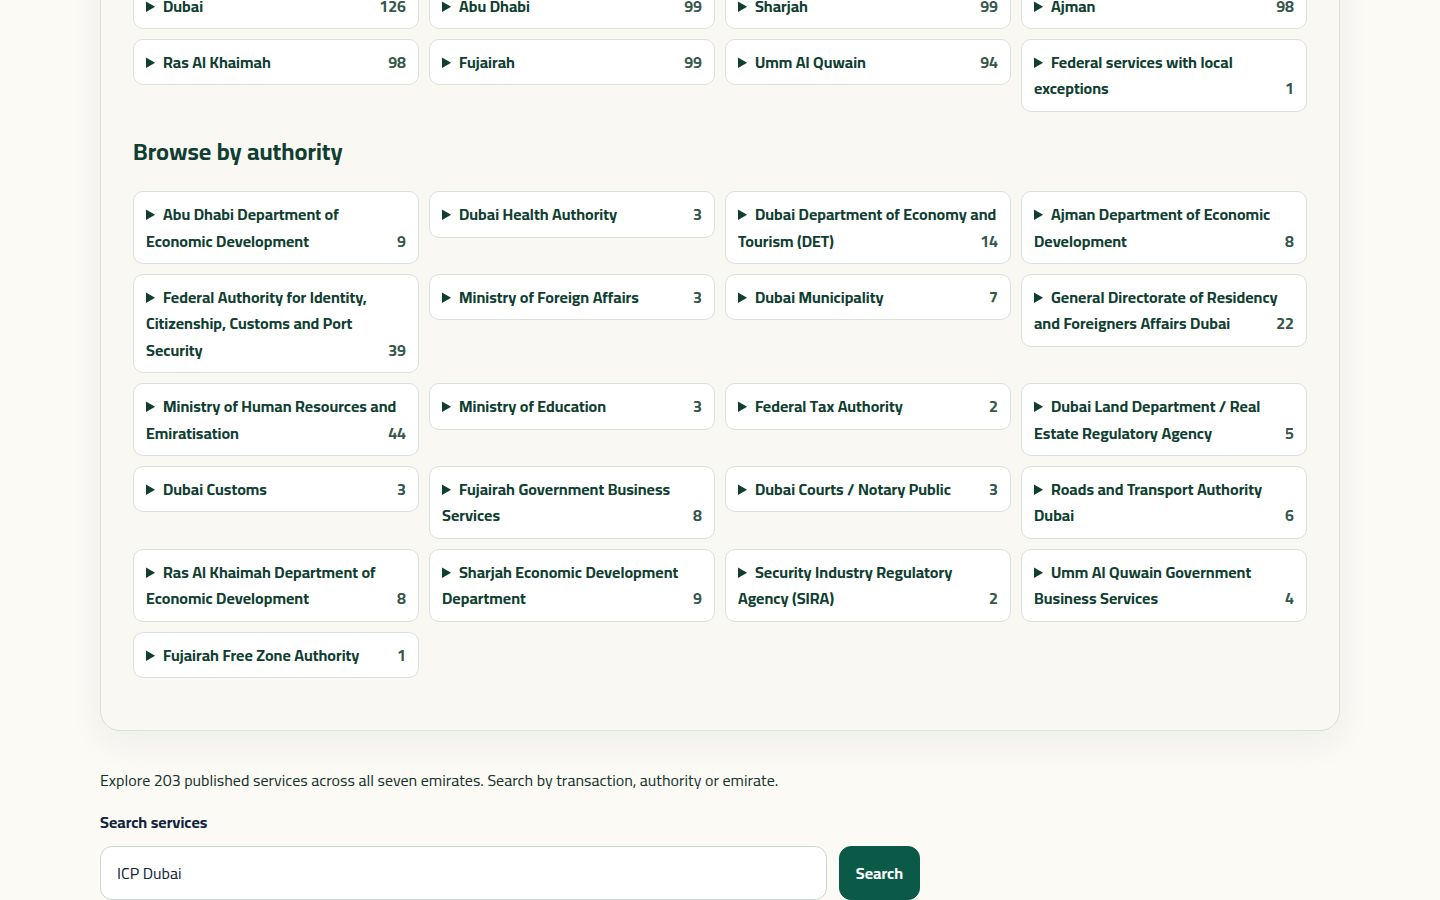 Dubai 126
Abu Dhabi 99
Sharjah 99
Ajman 98
Ras Al Khaimah 98
Fujairah 99
Umm Al Quwain 94
Federal services with local
exceptions 1
Browse by authority
Abu Dhabi Department of
Economic Development 9
Dubai Health Authority 3
Dubai Department of Economy and
Tourism (DET) 14
Ajman Department of Economic
Development 8
Federal Authority for Identity,
Citizenship, Customs and Port
Security 39
Ministry of Foreign Affairs 3
Dubai Municipality 7
General Directorate of Residency
and Foreigners Affairs Dubai 22
Ministry of Human Resources and
Emiratisation 44
Ministry of Education 3
Federal Tax Authority 2
Dubai Land Department / Real
Estate Regulatory Agency 5
Dubai Customs 3
Fujairah Government Business
Services 8
Dubai Courts / Notary Public 3
Roads and Transport Authority
Dubai 6
Ras Al Khaimah Department of
Economic Development 8
Sharjah Economic Development
Department 9
Security Industry Regulatory
Agency (SIRA) 2
Umm Al Quwain Government
Business Services 4
Fujairah Free Zone Authority 1
Explore 203 published services across all seven emirates. Search by transaction, authority or emirate.
Search services
ICP Dubai
Search